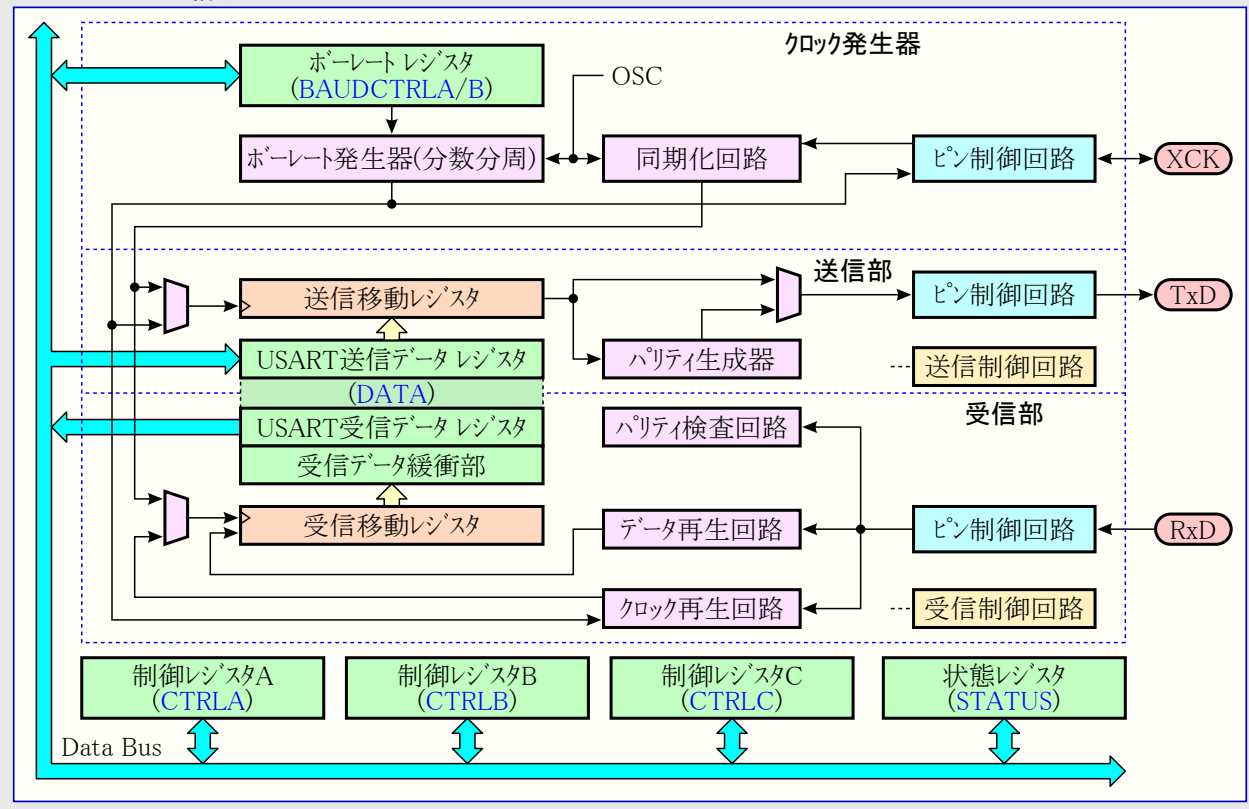 クロック発生器
ボーレート レジスタ
(BAUDCTRLA/B)
OSC
ボーレート発生器(分数分周)
同期化回路
ピン制御回路
XCK
送信部
送信移動レジスタ
ピン制御回路
TxD
USART送信データ レジスタ
パリティ生成器
送信制御回路
(DATA)
受信部
USART受信データ レジスタ
パリティ検査回路
受信データ緩衝部
受信移動レジスタ
データ再生回路
ピン制御回路
RxD
クロック再生回路
受信制御回路
制御レジスタA
(CTRLA)
制御レジスタB
(CTRLB)
制御レジスタC
(CTRLC)
状態レジスタ
(STATUS)
Data Bus